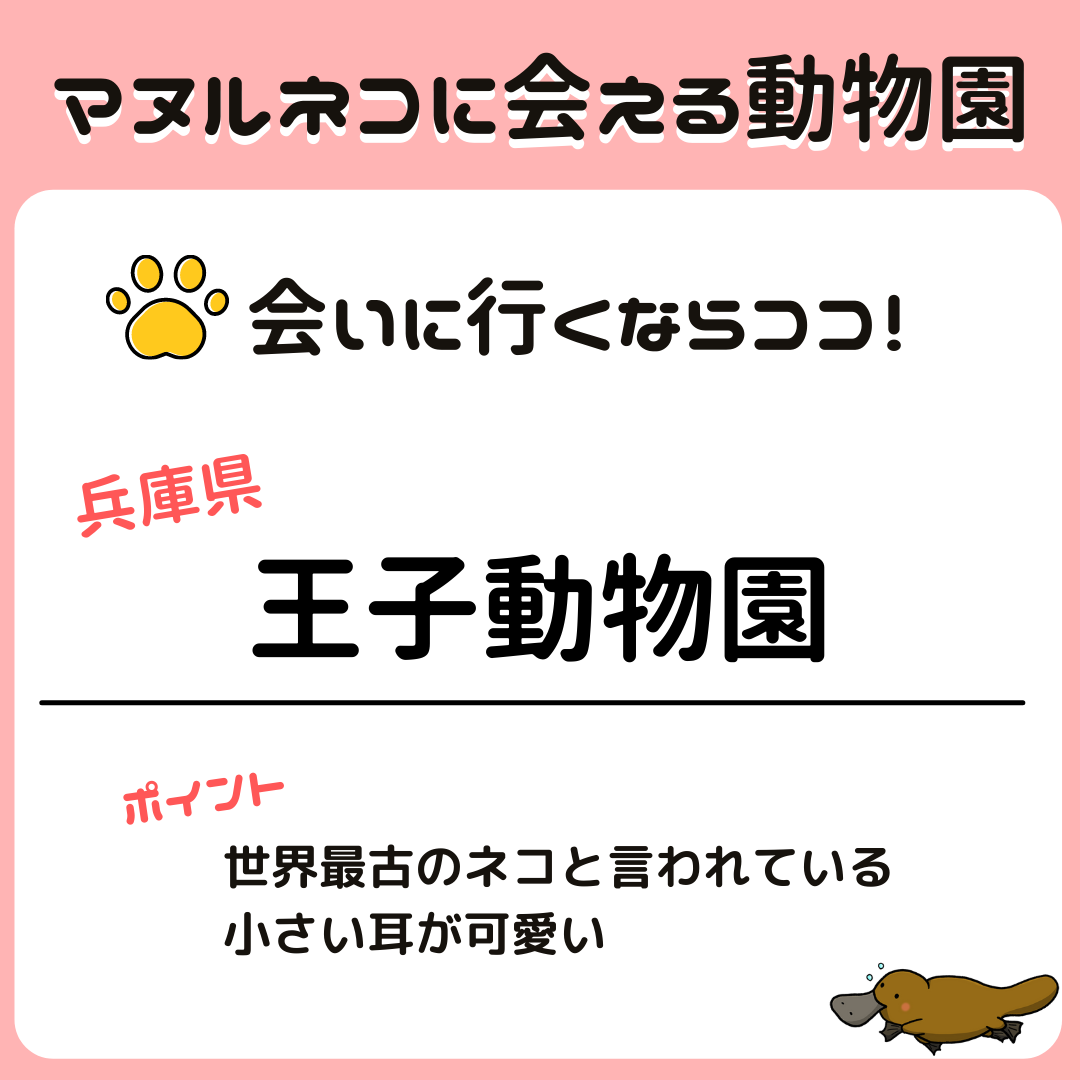 マヌルネコに会える動物園
会いに行くならココ!
兵庫県
王子動物園
ポイント
世界最古のネコと言われている
小さい耳が可愛い